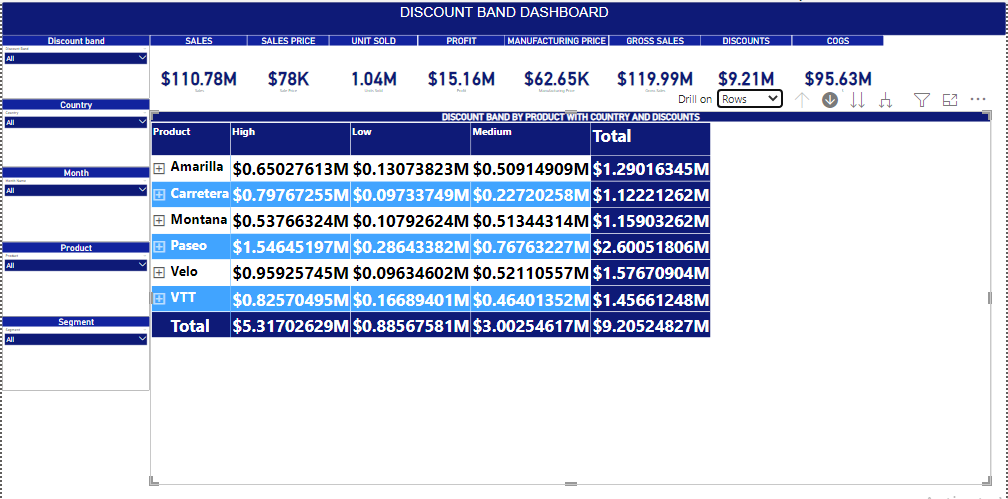 DISCOUNT BAND DASHBOARD
Discount band SALES SALES PRICE UNIT SOLD PROFIT MANUFACTURING PRICE GROSS SALES DISCOUNTS COGS
Discount Band
All
$110.78M $78K 1.04M $15.16M $62.65K $119.99M $9.21M $95.63M
Sales Sale Price Units Sold Profit Manufacturing Price Gross Sales
Drill on Rows
Country
Country
All
DISCOUNT BAND BY PRODUCT WITH COUNTRY AND DISCOUNTS
Product High Low Medium Total
Amarilla $0.65027613M $0.13073823M $0.50914909M $1.29016345M
Carretera $0.79767255M $0.09733749M $0.22720258M $1.12221262M
Montana $0.53766324M $0.10792624M $0.51344314M $1.15903262M
Paseo $1.54645197M $0.28643382M $0.76763227M $2.60051806M
Velo $0.95925745M $0.09634602M $0.52110557M $1.57670904M
VTT $0.82570495M $0.16689401M $0.46401352M $1.45661248M
Total $5.31702629M $0.88567581M $3.00254617M $9.20524827M
Month
Month Name
All
Product
Product
All
Segment
Segment
All